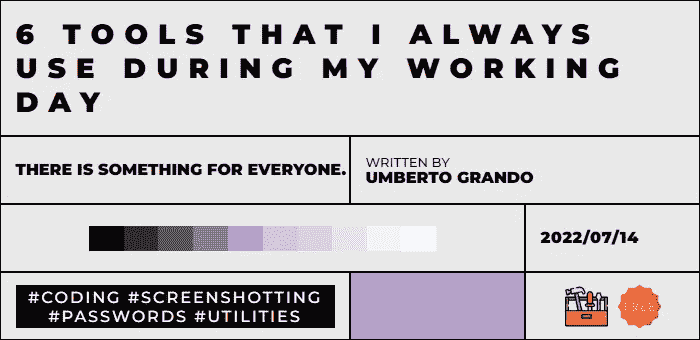 6 TOOLS THAT I ALWAYS
USE DURING MY WORKING
DAY
THERE IS SOMETHING FOR EVERYONE.
WRITTEN BY
UMBERTO GRANDO
2022/07/14
#CODING #SCREENSHOTTING
#PASSWORDS #UTILITIES